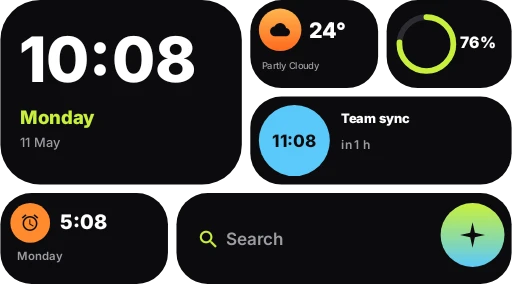 10:08
Monday
11 May
24°
Partly Cloudy
76%
11:08
Team sync
in 1 h
5:08
Monday
Search